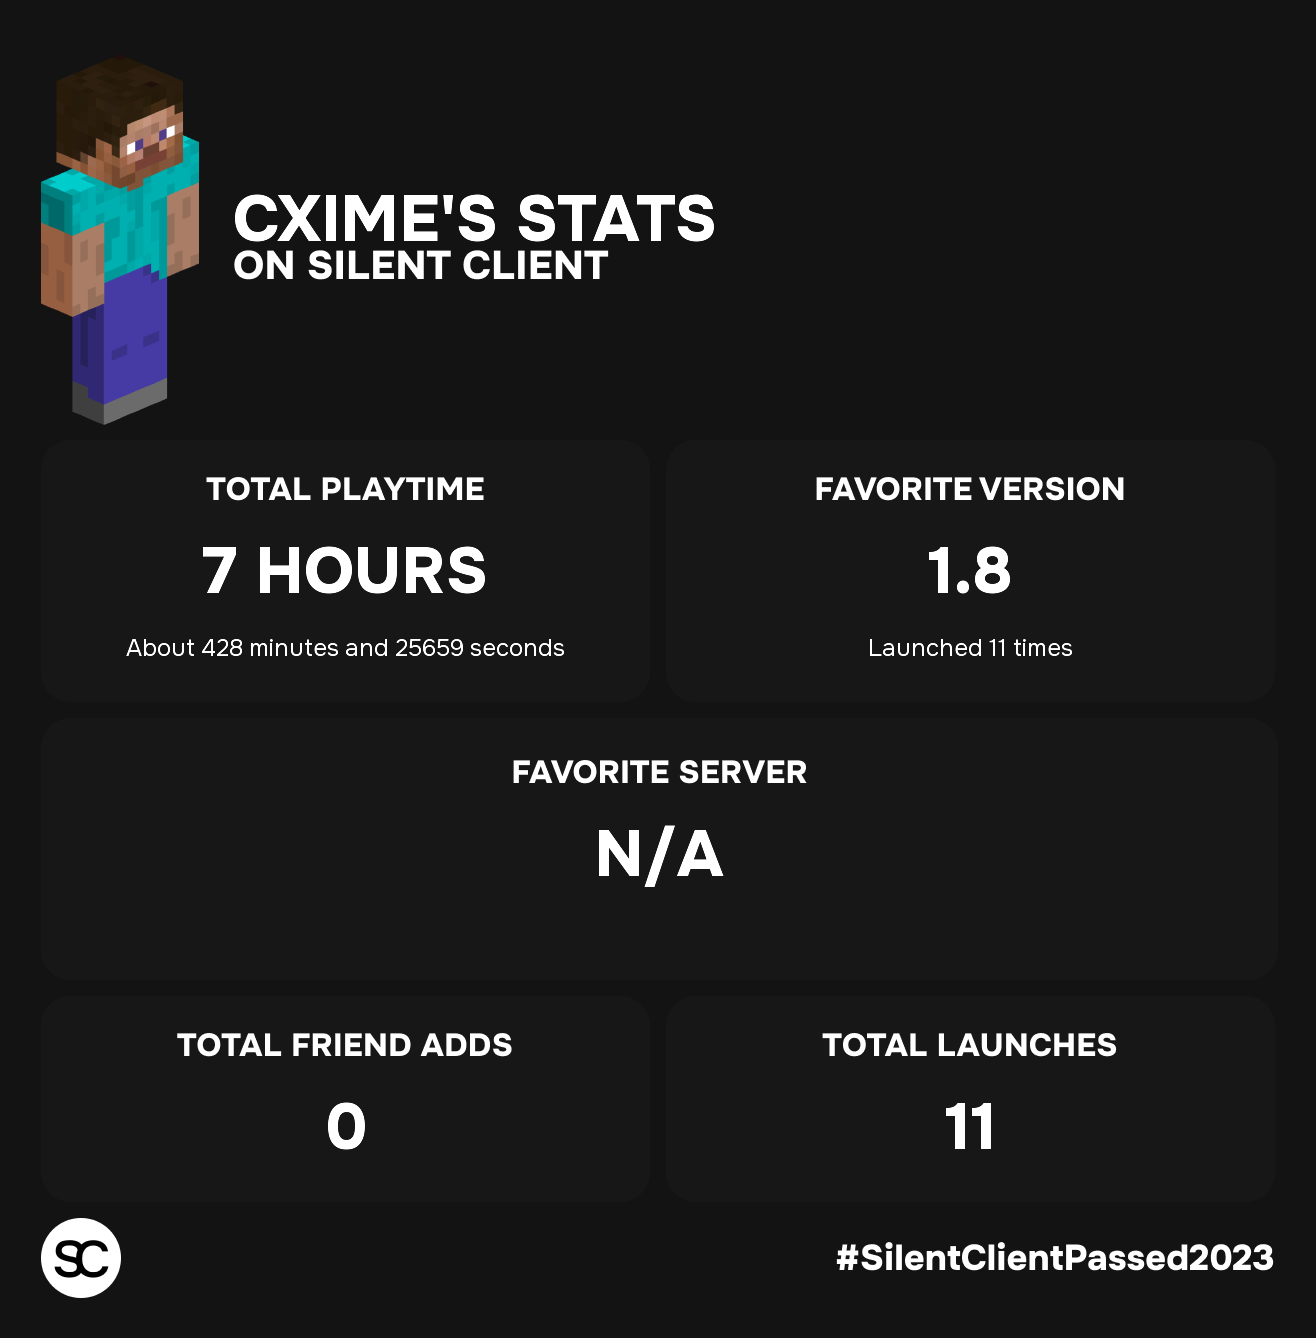 CXIME'S STATS
ON SILENT CLIENT
TOTAL PLAYTIME
7 HOURS
About 428 minutes and 25659 seconds
FAVORITE VERSION
1.8
Launched 11 times
FAVORITE SERVER
N/A
TOTAL FRIEND ADDS
0
TOTAL LAUNCHES
11
SC
#SilentClientPassed2023